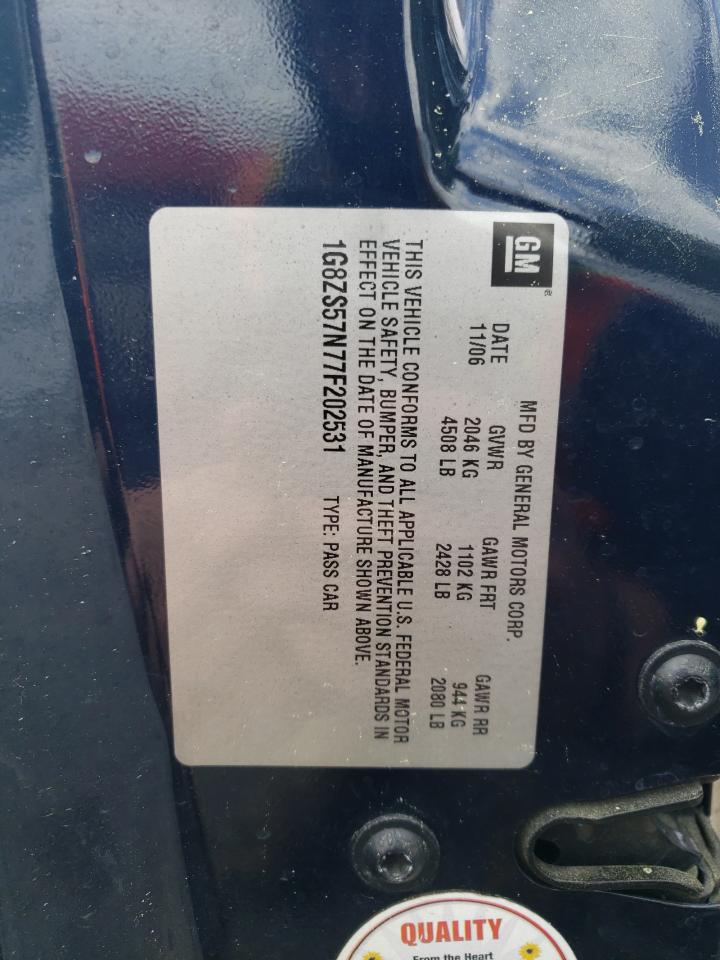 GM
MFD BY GENERAL MOTORS CORP.
DATE GVWR GAWR FRT GAWR RR
11/06 2046 KG 1102 KG 944 KG
4508 LB 2428 LB 2080 LB
THIS VEHICLE CONFORMS TO ALL APPLICABLE U.S. FEDERAL MOTOR
VEHICLE SAFETY, BUMPER, AND THEFT PREVENTION STANDARDS IN
EFFECT ON THE DATE OF MANUFACTURE SHOWN ABOVE.
1G8ZS57N77F202531 TYPE: PASS CAR
QUALITY
From the Heart